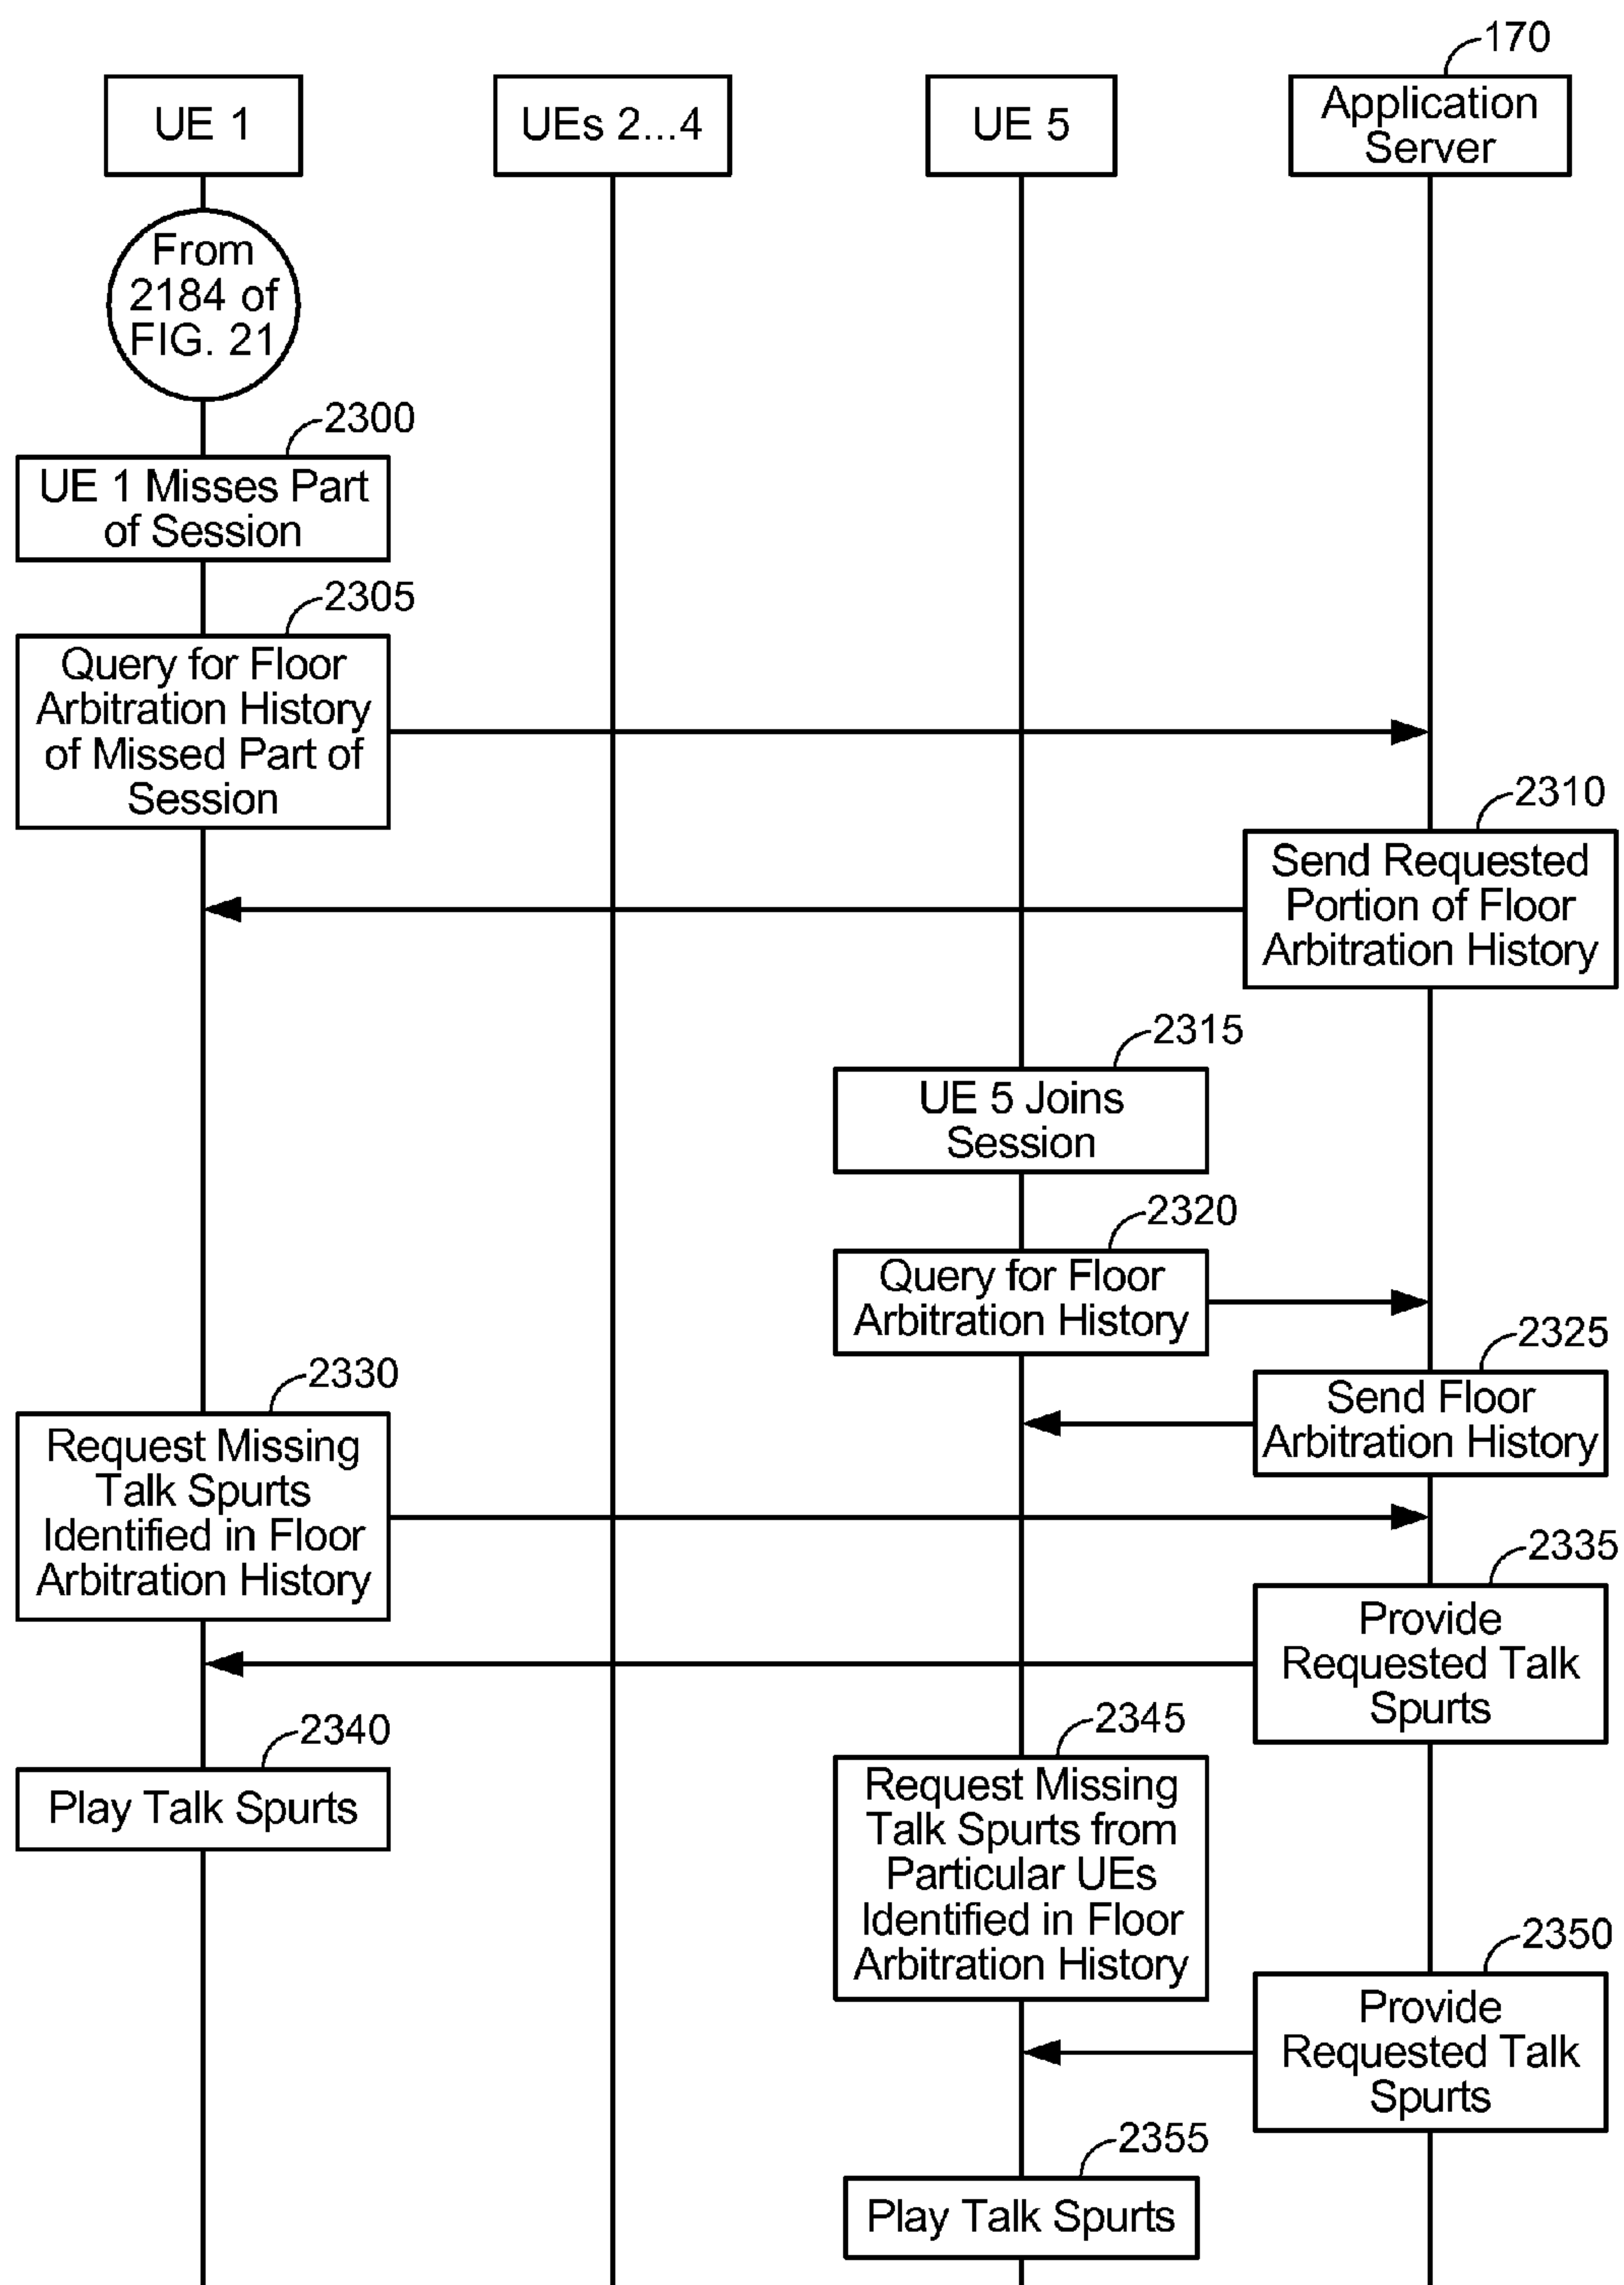 170
UE 1
UEs 2...4
UE 5
Application
Server
From
2184 of
FIG. 21
2300
UE 1 Misses Part
of Session
2305
Query for Floor
Arbitration History
of Missed Part of
Session
2310
Send Requested
Portion of Floor
Arbitration History
2315
UE 5 Joins
Session
2320
Query for Floor
Arbitration History
2325
Send Floor
Arbitration History
2330
Request Missing
Talk Spurts
Identified in Floor
Arbitration History
2335
Provide
Requested Talk
Spurts
2340
Play Talk Spurts
2345
Request Missing
Talk Spurts from
Particular UEs
Identified in Floor
Arbitration History
2350
Provide
Requested Talk
Spurts
2355
Play Talk Spurts